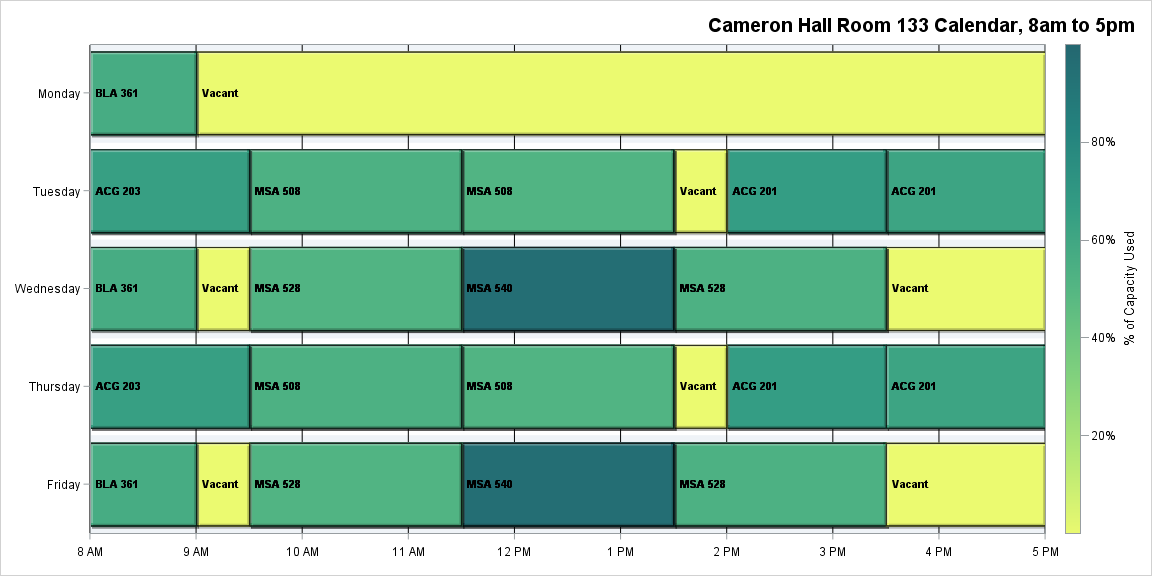 Cameron Hall Room 133 Calendar, 8am to 5pm
Monday
BLA 361
Vacant
80%
Tuesday
ACG 203
MSA 508
MSA 508
Vacant
ACG 201
ACG 201
60%
% of Capacity Used
Wednesday
BLA 361
Vacant
MSA 528
MSA 540
MSA 528
Vacant
40%
Thursday
ACG 203
MSA 508
MSA 508
Vacant
ACG 201
ACG 201
20%
Friday
BLA 361
Vacant
MSA 528
MSA 540
MSA 528
Vacant
8 AM
9 AM
10 AM
11 AM
12 PM
1 PM
2 PM
3 PM
4 PM
5 PM